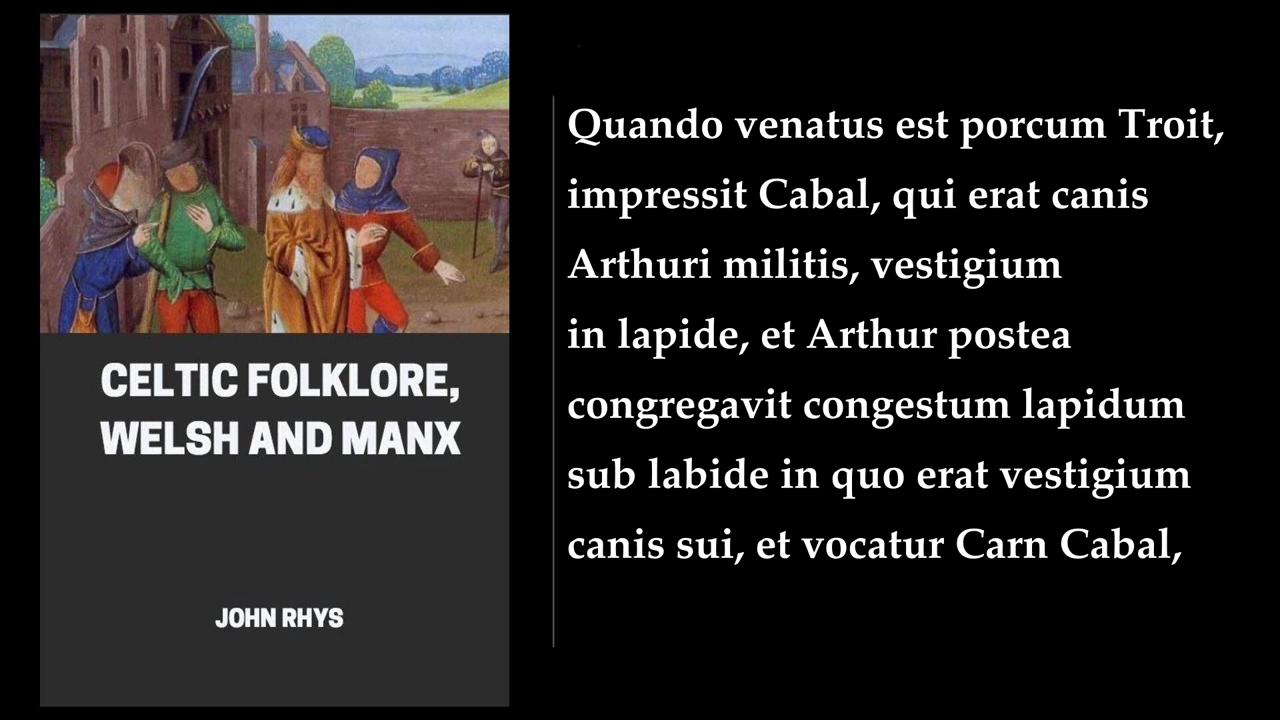 CELTIC FOLKLORE,
WELSH AND MANX
JOHN RHYS
Quando venatus est porcum Troit,
impressit Cabal, qui erat canis
Arthuri militis, vestigium
in lapide, et Arthur postea
congregavit congestum lapidum
sub labide in quo erat vestigium
canis sui, et vocatur Carn Cabal,